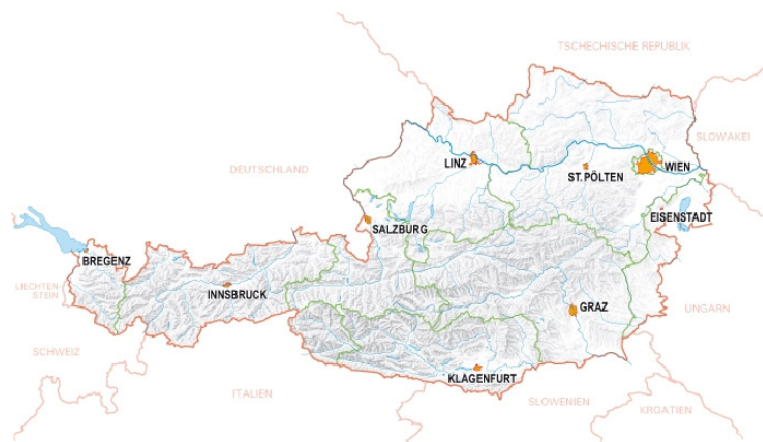 TSCHECHISCHE REPUBLIK
SLOWAKEI
DEUTSCHLAND
LINZ
ST.PÖLTEN
WIEN
EISENSTADT
SALZBURG
BREGENZ
LIECHTEN-
STEIN
INNSBRUCK
GRAZ
UNGARN
SCHWEIZ
KLAGENFURT
ITALIEN
SLOWENIEN
KROATIEN